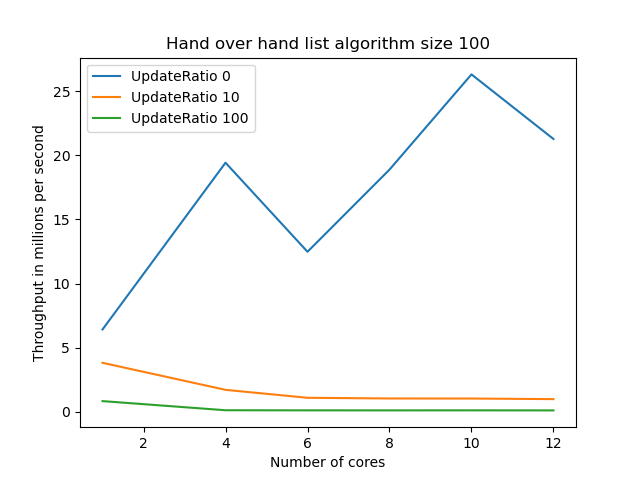 Hand over hand list algorithm size 100
UpdateRatio 0
UpdateRatio 10
UpdateRatio 100
Throughput in millions per second
25
20
15
10
5
0
2 4 6 8 10 12
Number of cores